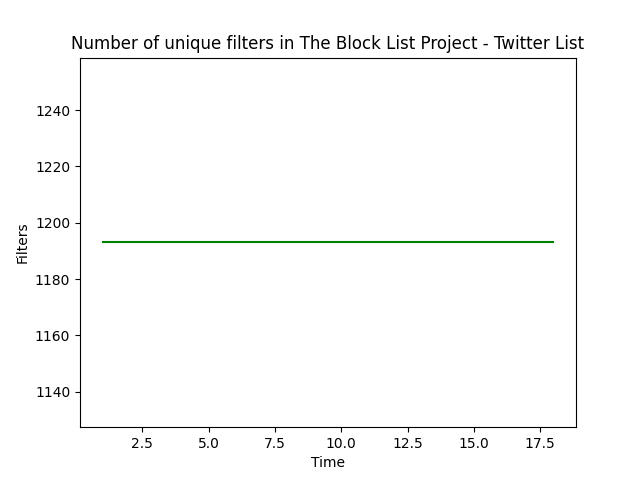 Number of unique filters in The Block List Project - Twitter List
1240
1220
1200
1180
1160
1140
Filters
2.5 5.0 7.5 10.0 12.5 15.0 17.5
Time